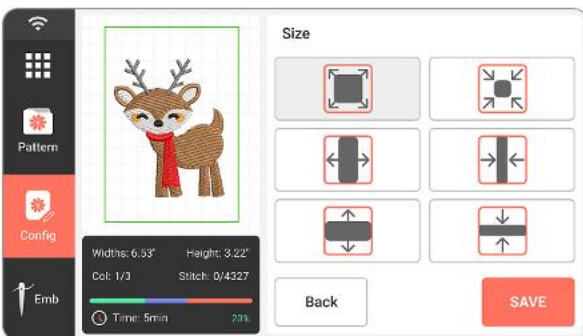 Size
Pattern
Config
Widths: 6.53" Height: 3.22"
Col: 1/3 Stitch: 0/4327
Emb
Time: 5min 20%
Back
SAVE